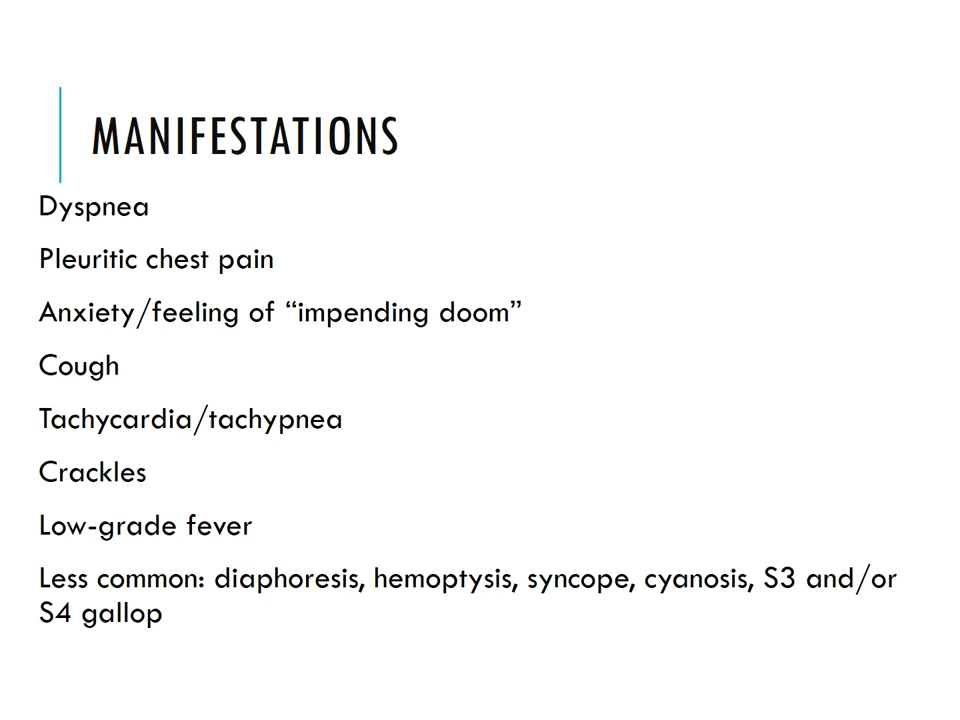 MANIFESTATIONS
Dyspnea
Pleuritic chest pain
Anxiety/feeling of “impending doom”
Cough
Tachycardia/tachypnea
Crackles
Low-grade fever
Less common: diaphoresis, hemoptysis, syncope, cyanosis, S3 and/or
S4 gallop